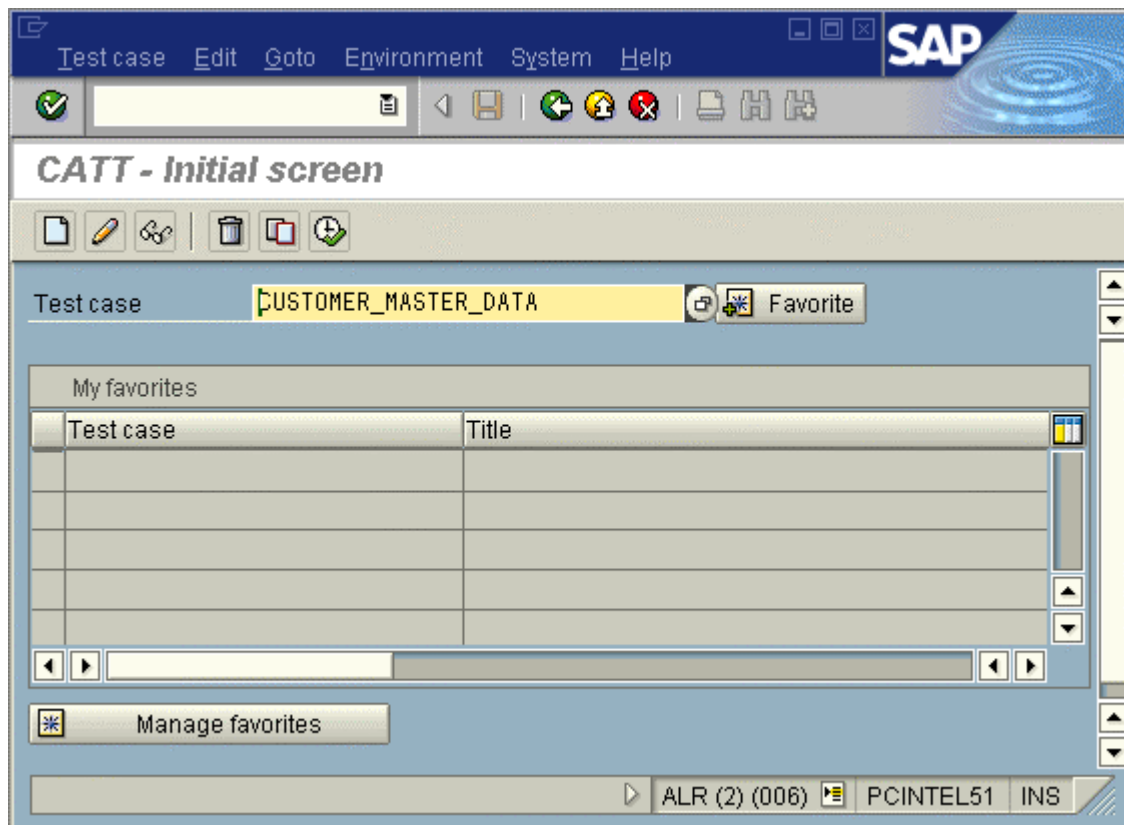 Test case Edit Goto Environment System Help
SAP
CATT - Initial screen
Test case CUSTOMER_MASTER_DATA Favorite
My favorites
Test case Title
Manage favorites
ALR (2) (006) PCINTEL51 INS